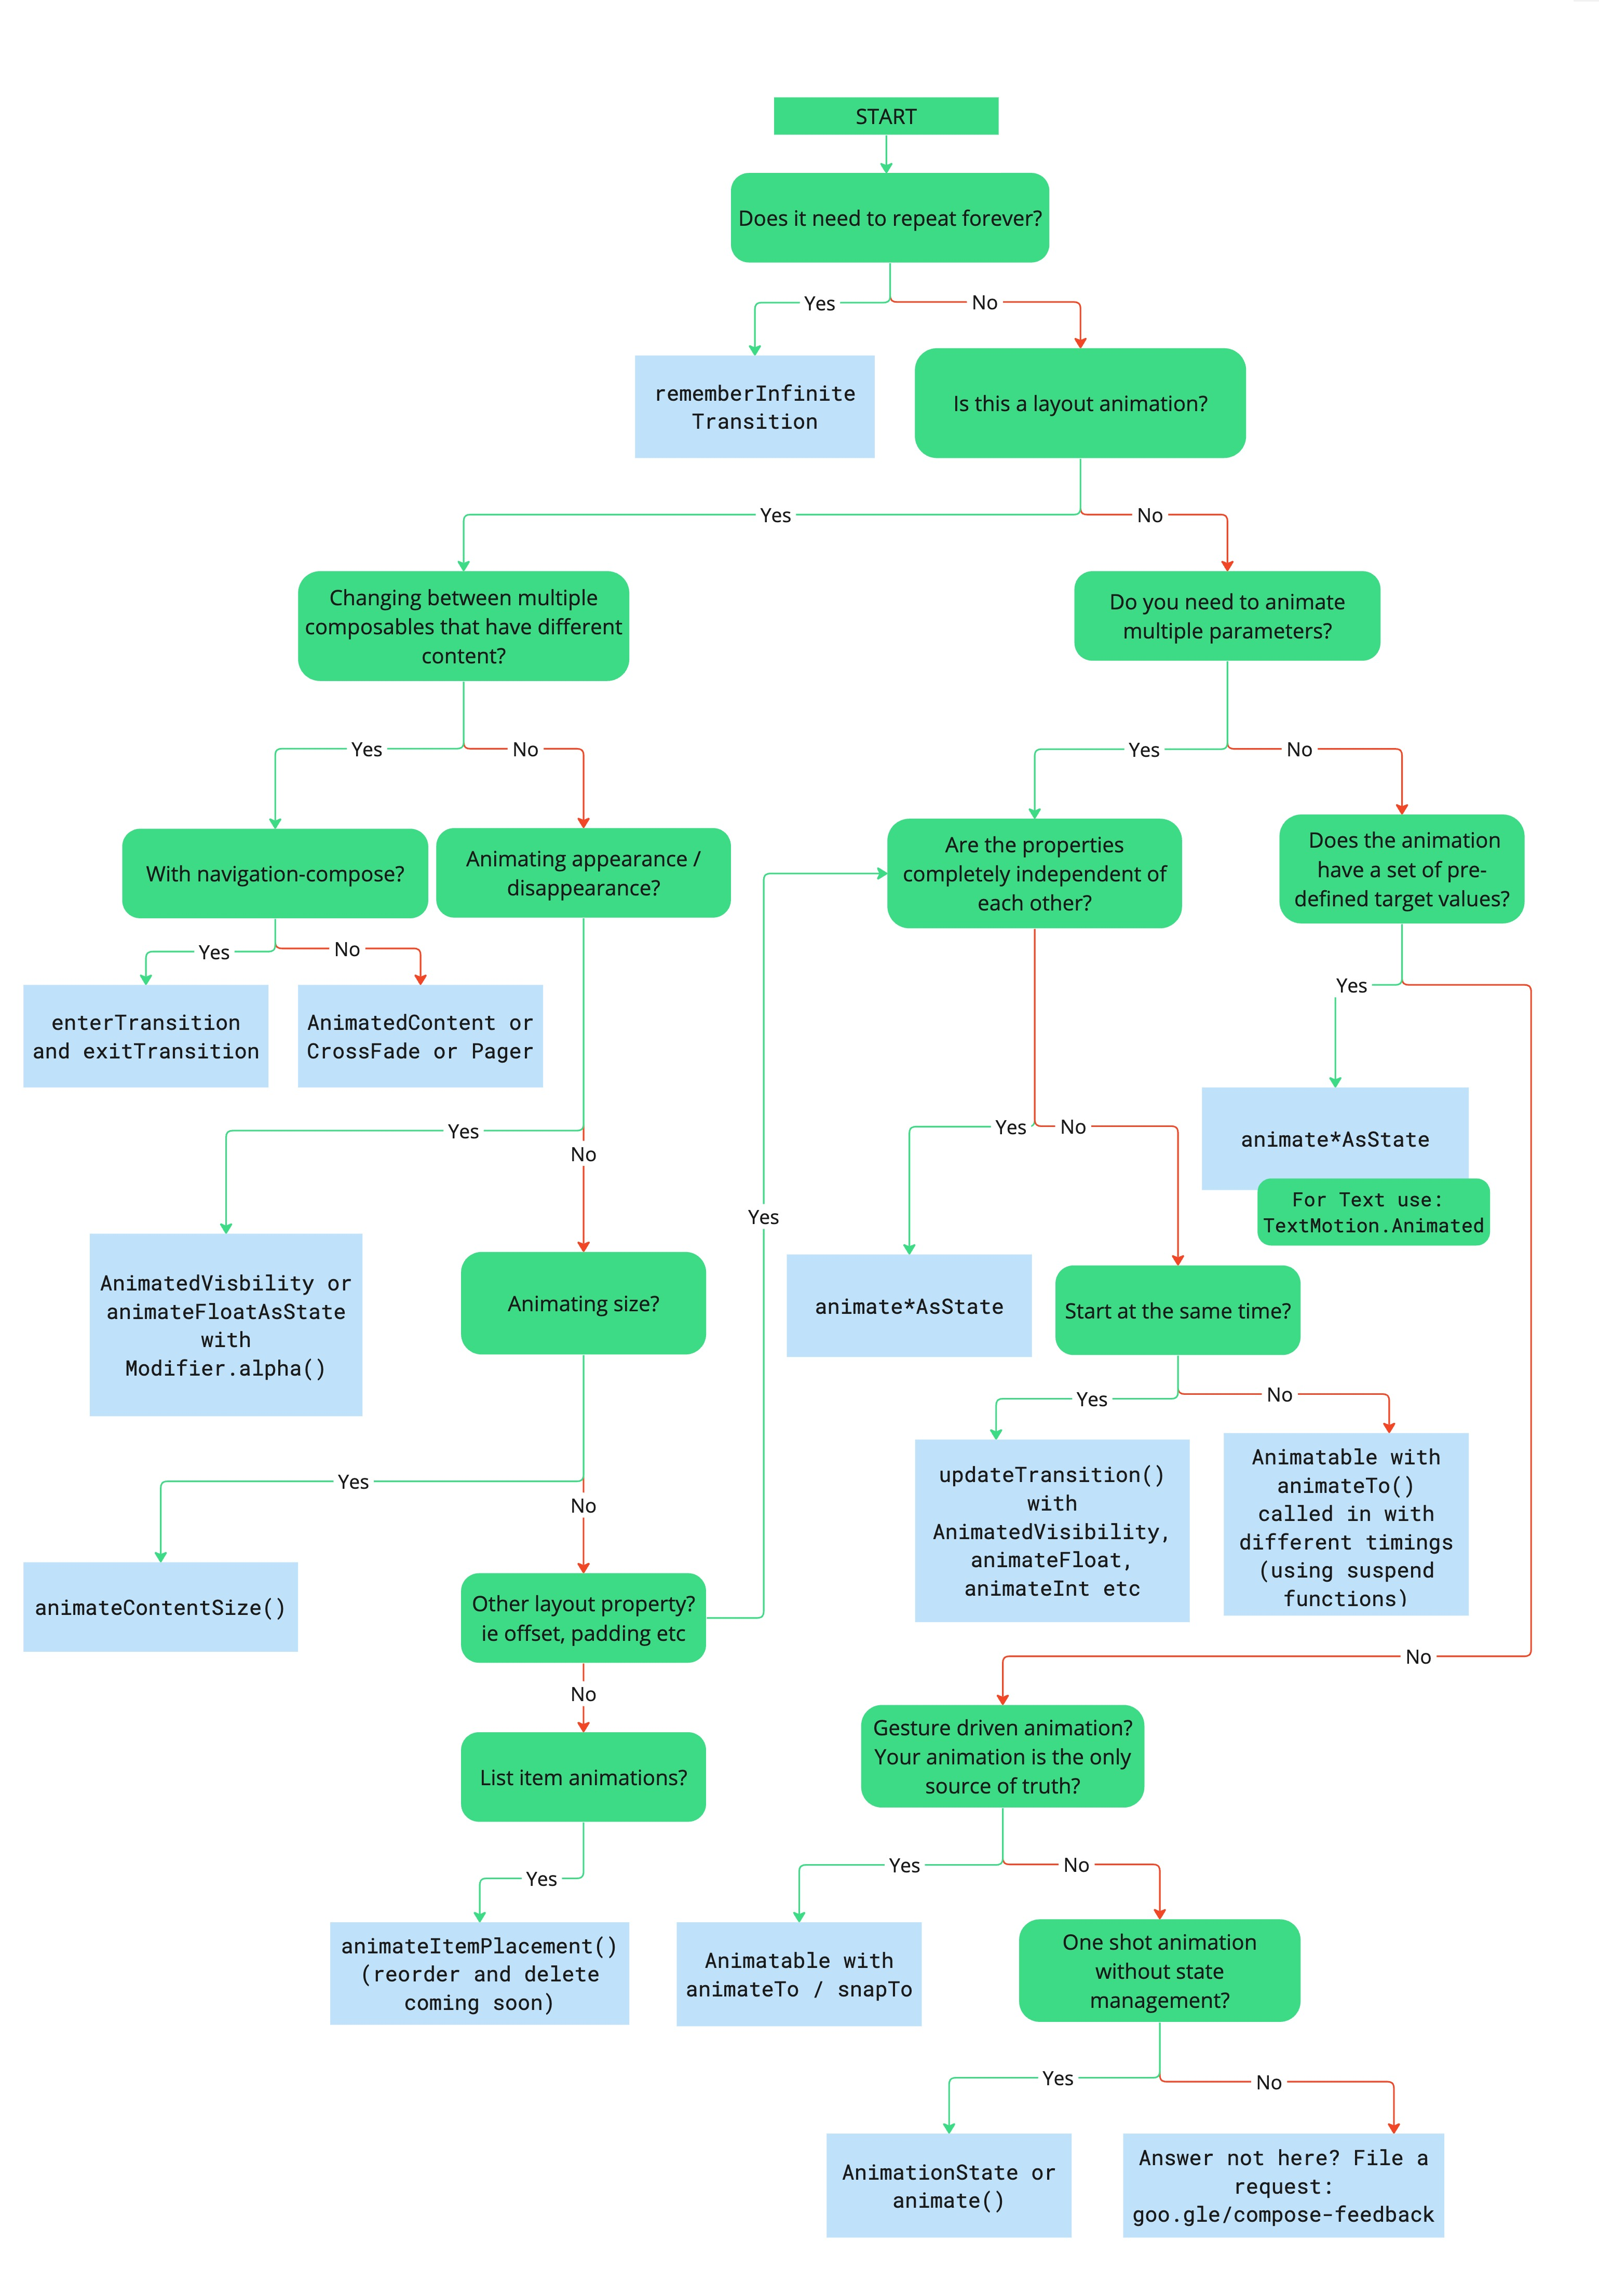 START
Does it need to repeat forever?
Yes
No
rememberInfinite
Transition
Is this a layout animation?
Yes
No
Changing between multiple
composables that have different
content?
Do you need to animate
multiple parameters?
Yes
No
Yes
No
With navigation-compose?
Animating appearance /
disappearance?
Are the properties
completely independent of
each other?
Does the animation
have a set of pre-
defined target values?
Yes
No
Yes
enterTransition
and exitTransition
AnimatedContent or
CrossFade or Pager
Yes
No
Yes
No
animate*AsState
For Text use:
TextMotion.Animated
Yes
AnimatedVisbility or
animateFloatAsState
with
Modifier.alpha()
Animating size?
animate*AsState
Start at the same time?
Yes
No
Yes
No
updateTransition()
with
AnimatedVisibility,
animateFloat,
animateInt etc
Animatable with
animateTo()
called in with
different timings
(using suspend
functions)
animateContentSize()
Other layout property?
ie offset, padding etc
No
No
Gesture driven animation?
Your animation is the only
source of truth?
List item animations?
Yes
Yes
No
animateItemPlacement()
(reorder and delete
coming soon)
Animatable with
animateTo / snapTo
One shot animation
without state
management?
Yes
No
AnimationState or
animate()
Answer not here? File a
request:
goo.gle/compose-feedback